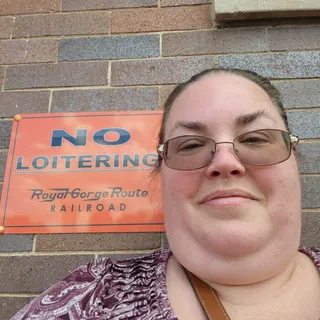 NO
LOITERING
Royal Gorge Route
RAILROAD